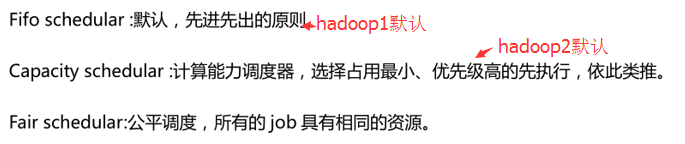 Fifo schedular :默认，先进先出的原则
hadoop1默认
hadoop2默认
Capacity schedular :计算能力调度器，选择占用最小、优先级高的先执行，依此类推。
Fair schedular:公平调度，所有的 job 具有相同的资源。